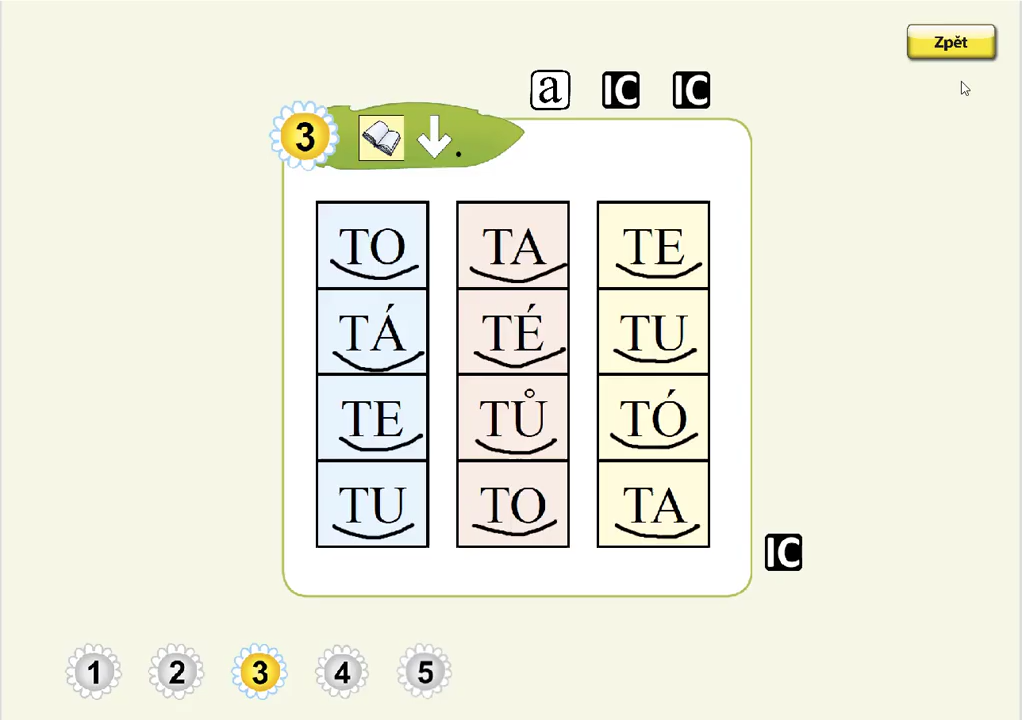 Zpět
a IC IC
3 .
TO TA TE
TÁ TÉ TU
TE TŮ TÓ
TU TO TA
IC
1 2 3 4 5